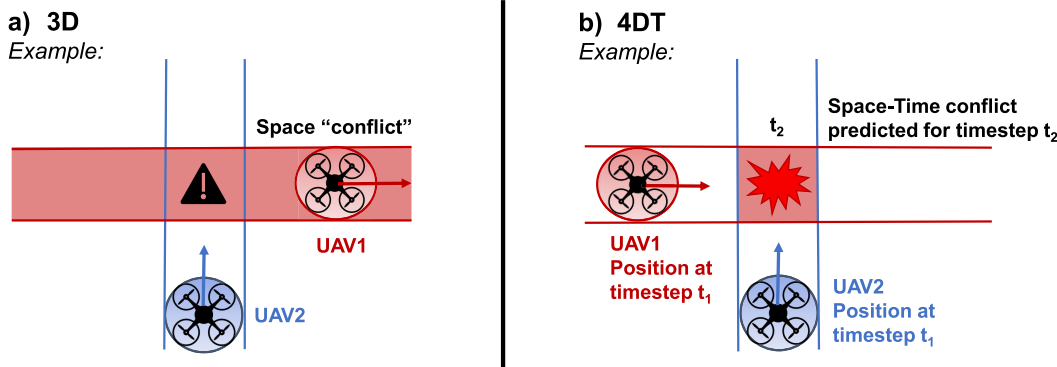 a) 3D
Example:
Space “conflict”
UAV1
UAV2
b) 4DT
Example:
t₂
Space-Time conflict
predicted for timestep t₂
UAV1
Position at
timestep t₁
UAV2
Position at
timestep t₁